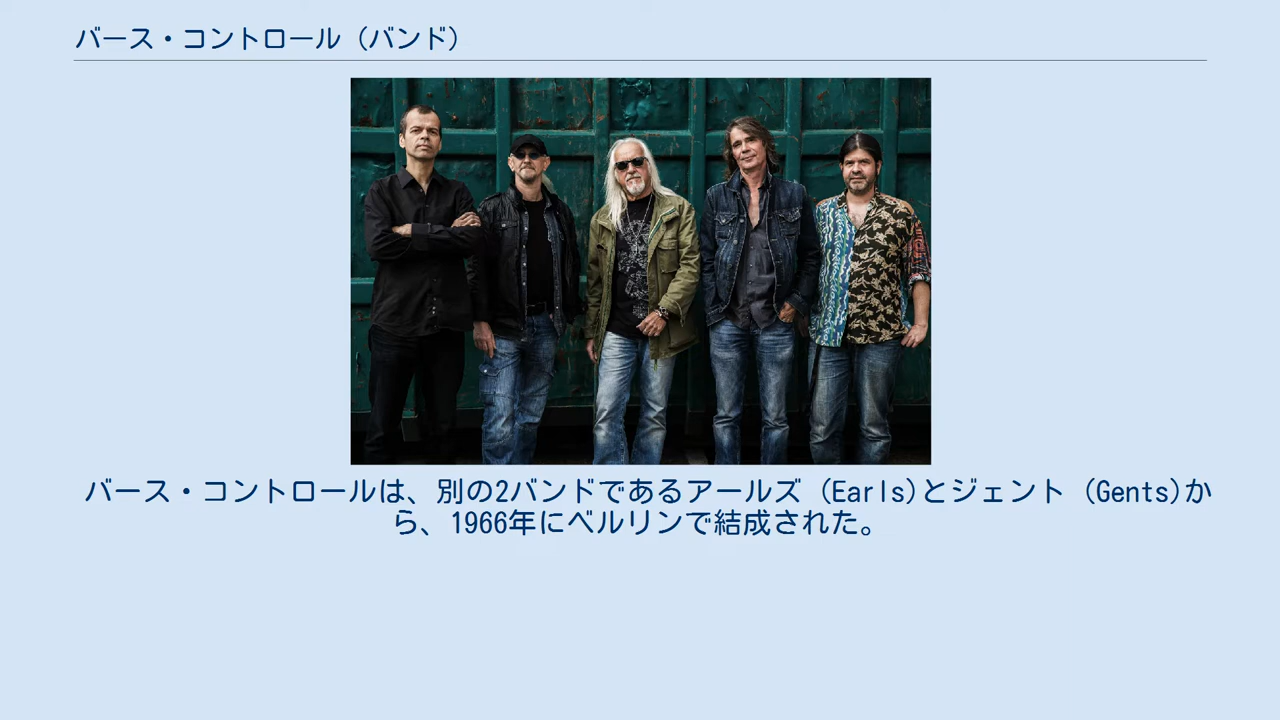 バース・コントロール（バンド）
バース・コントロールは、別の2バンドであるアールズ（Earls)とジェント（Gents)か
ら、1966年にベルリンで結成された。